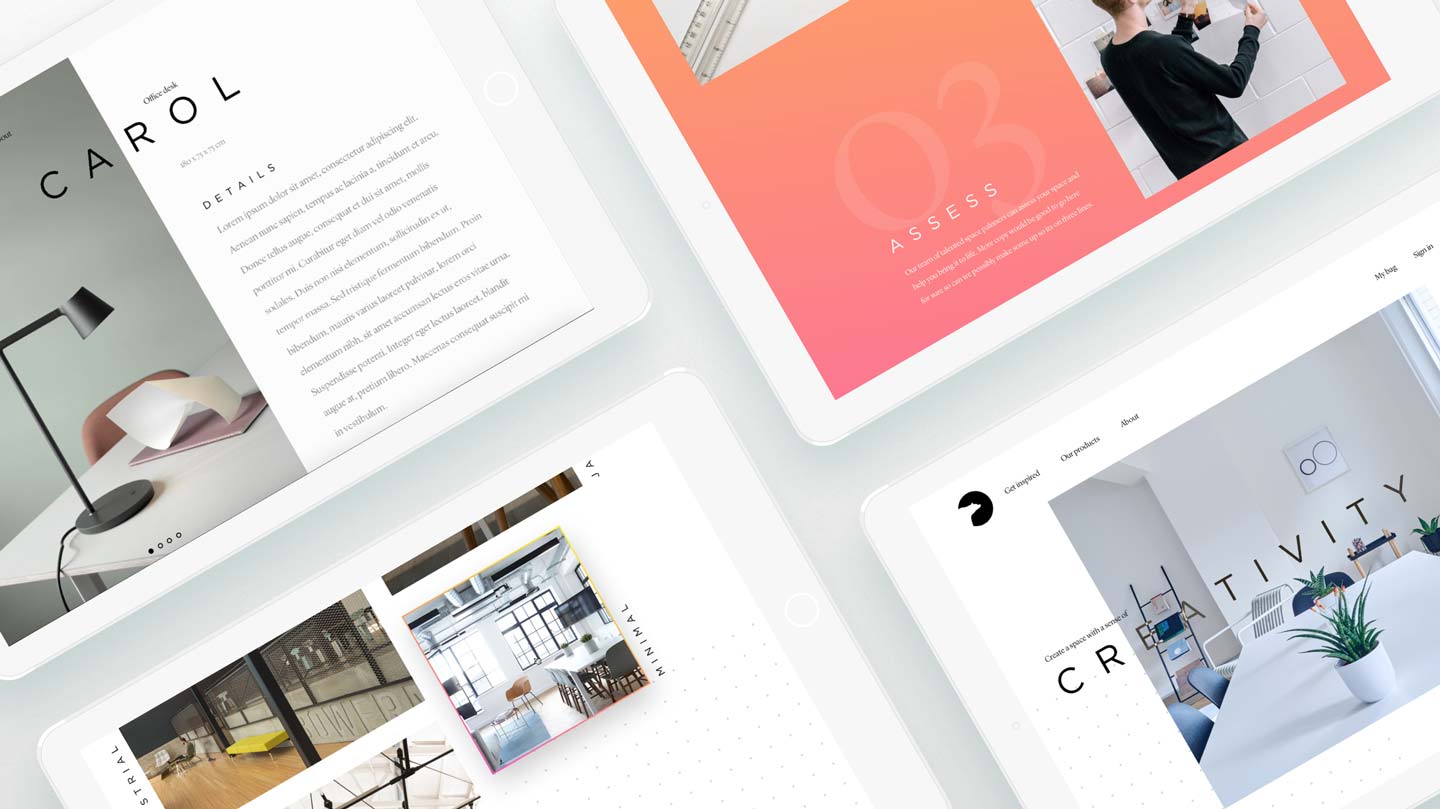 out
Office desk
CAROL
180 x 75 x 75 cm
DETAILS
Lorem ipsum dolor sit amet, consectetur adipiscing elit.
Aenean nunc sapien, tempus ac lacinia a, tincidunt et arcu.
Donec tellus augue, consequat et dui sit amet, mollis
porttitor mi. Curabitur eget diam vel odio venenatis
sodales. Duis non nisi elementum, sollicitudin ex ut,
tempor massa. Sed tristique fermentum bibendum. Proin
bibendum, mauris varius laoreet pulvinar, lorem orci
elementum nibh, sit amet accumsan lectus eros vitae urna.
Suspendisse potenti. Integer eget lectus laoreet, blandit
augue at, pretium libero. Maecenas consequat suscipit mi
in vestibulum.
03
ASSESS
Our team of talented space planners can assess your space and
help you bring it to life. More copy would be good to go here
for sure so can we possibly make some up so its on three lines.
STRIAL
JA
MINIMAL
Get inspired
Our products
About
My bag
Sign in
Create a space with a sense of
CREATIVITY